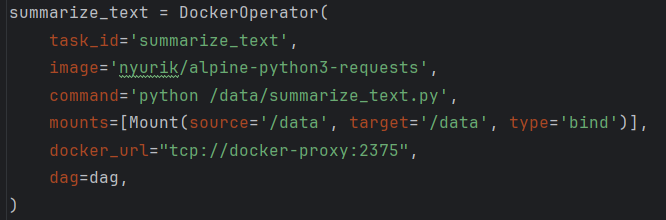 summarize_text = DockerOperator(
    task_id='summarize_text',
    image='nyurik/alpine-python3-requests',
    command='python /data/summarize_text.py',
    mounts=[Mount(source='/data', target='/data', type='bind')],
    docker_url="tcp://docker-proxy:2375",
    dag=dag,
)